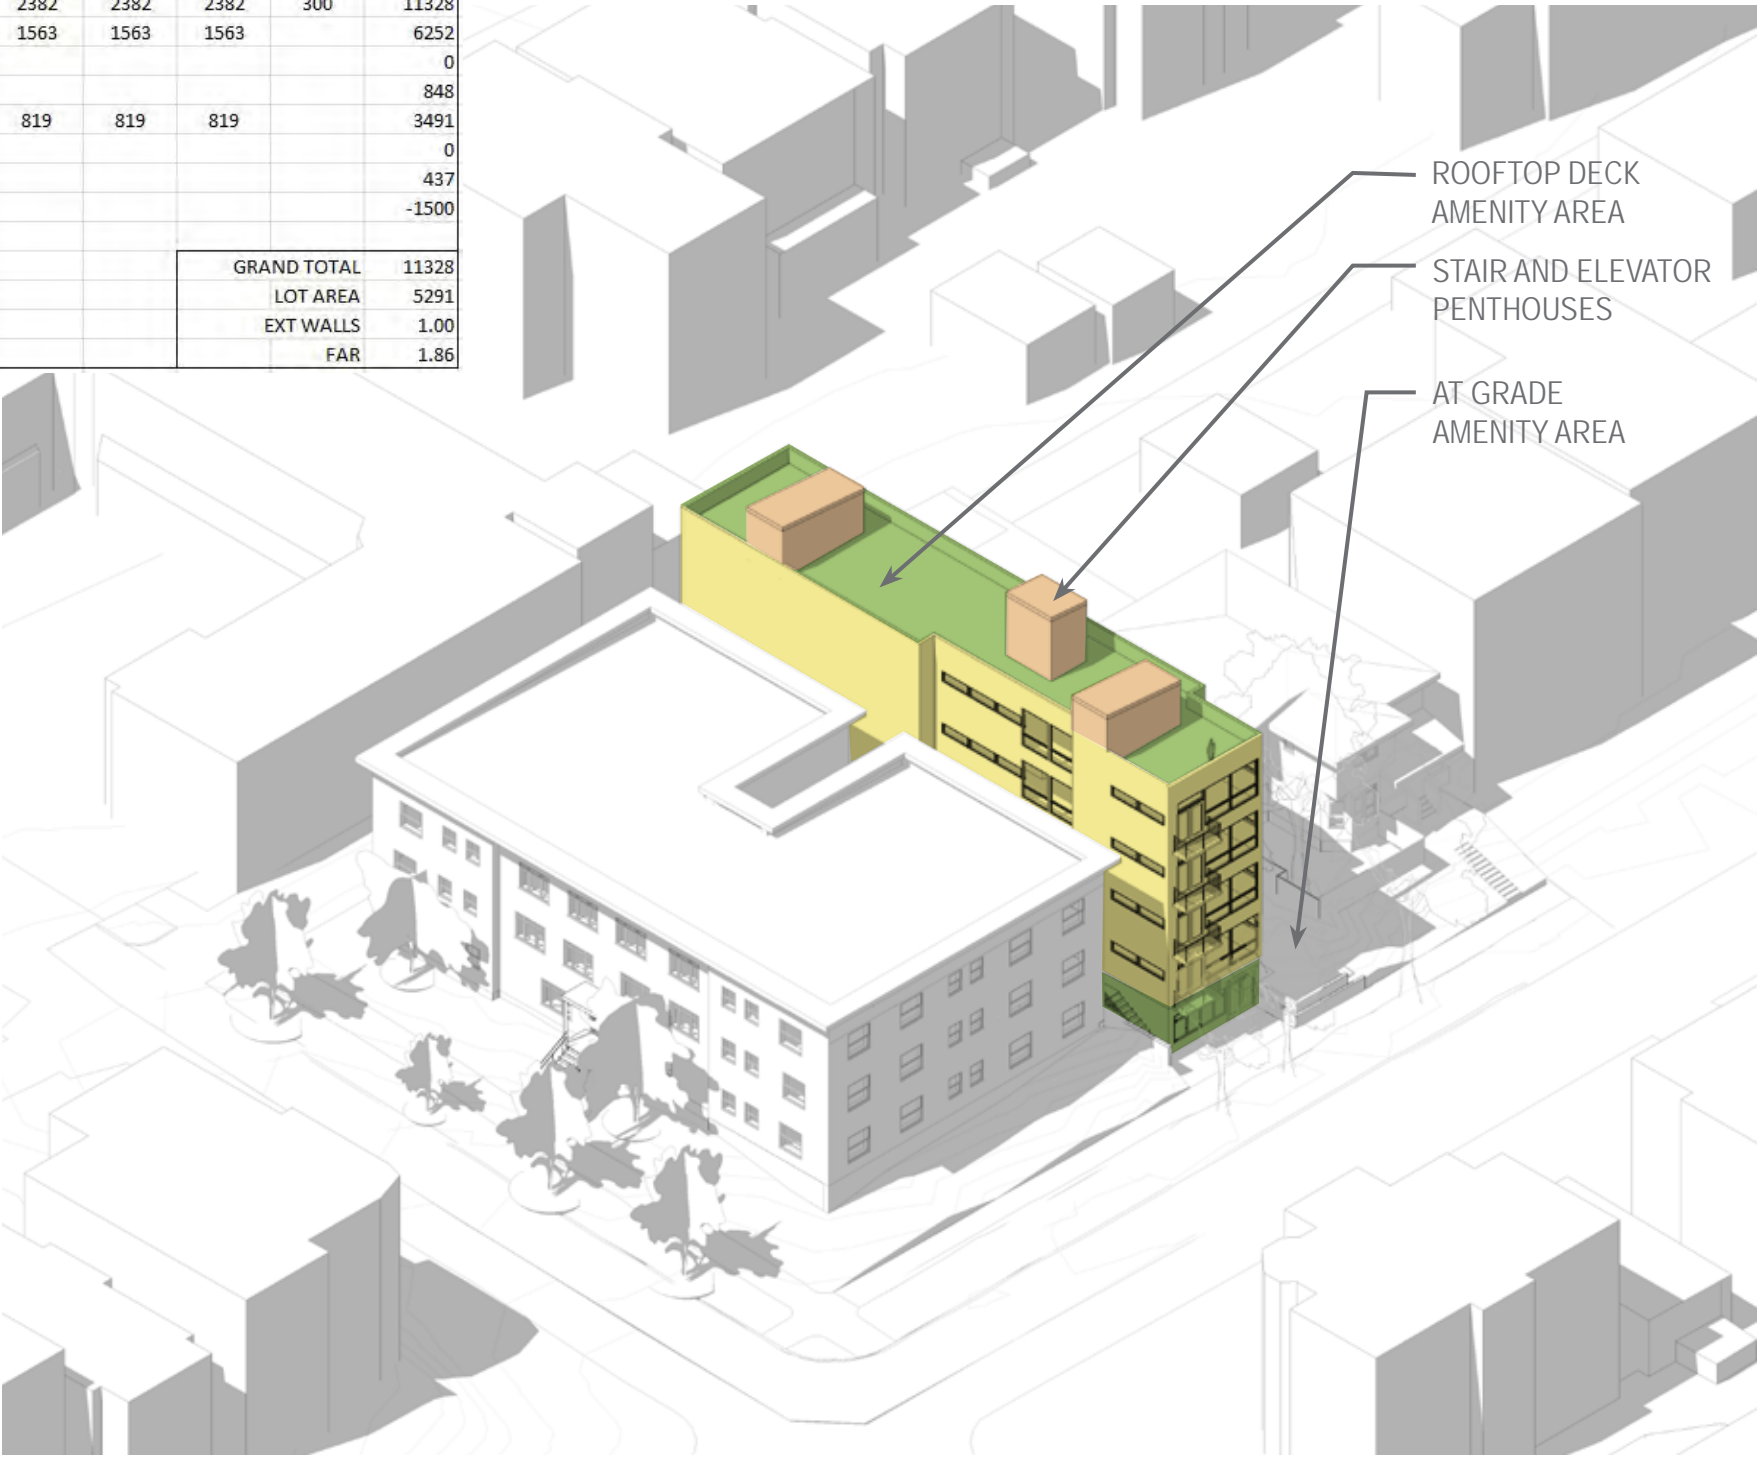 2382 2382 2382 300 11328
1563 1563 1563 6252
0
848
819 819 819 3491
0
437
-1500
GRAND TOTAL 11328
LOT AREA 5291
EXT WALLS 1.00
FAR 1.86
ROOFTOP DECK
AMENITY AREA
STAIR AND ELEVATOR
PENTHOUSES
AT GRADE
AMENITY AREA